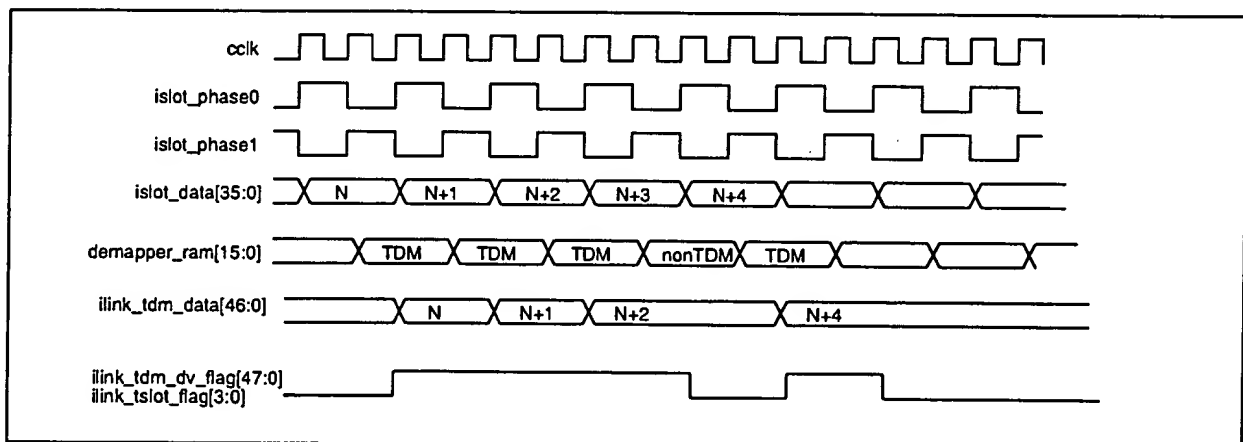 cclk
islot_phase0
islot_phase1
islot_data[35:0] N N+1 N+2 N+3 N+4
demapper_ram[15:0] TDM TDM TDM nonTDM TDM
ilink_tdm_data[46:0] N N+1 N+2 N+4
ilink_tdm_dv_flag[47:0]
ilink_tslot_flag[3:0]